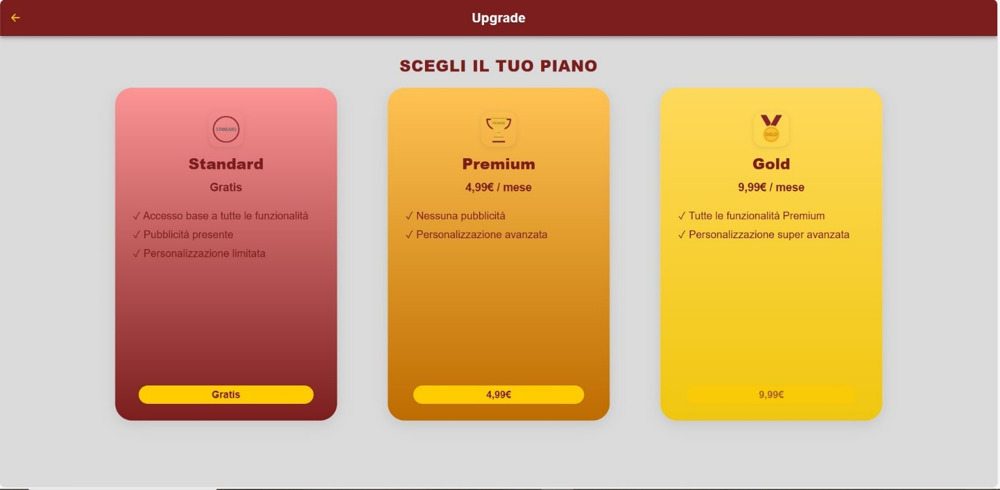 Upgrade
SCEGLI IL TUO PIANO
STANDARD
Standard
Gratis
✓ Accesso base a tutte le funzionalità
✓ Pubblicità presente
✓ Personalizzazione limitata
Gratis
PREMIUM
Premium
4,99€ / mese
✓ Nessuna pubblicità
✓ Personalizzazione avanzata
4,99€
GOLD
Gold
9,99€ / mese
✓ Tutte le funzionalità Premium
✓ Personalizzazione super avanzata
9,99€